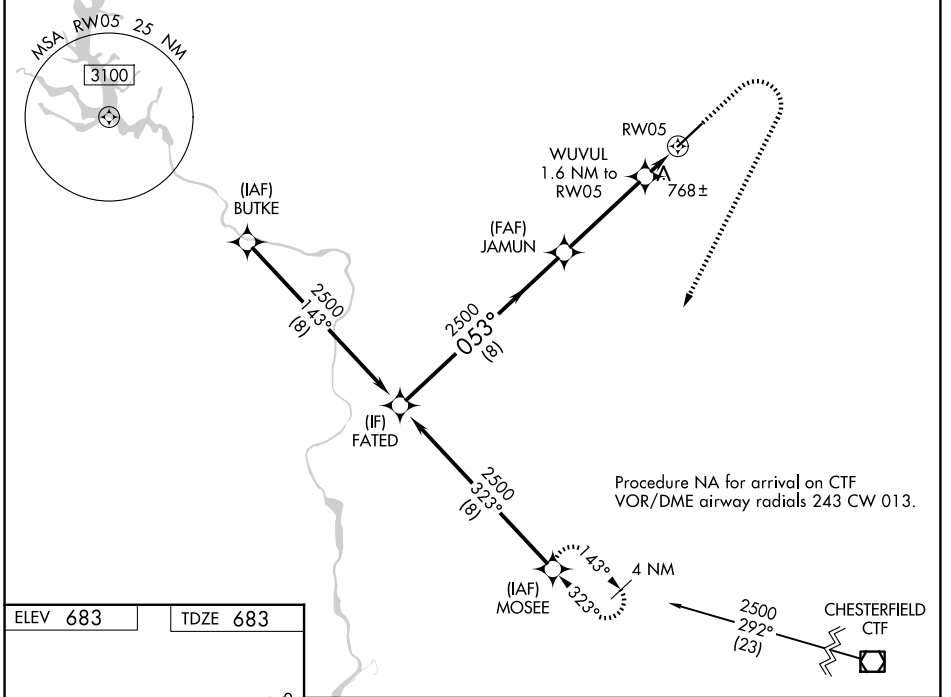 MSA RW05 25 NM
3100
(IAF)
BUTKE
2500
143°
(8)
RW05
WUVUL
1.6 NM to
RW05
768±
(FAF)
JAMUN
2500
053°
(8)
(IF)
FATED
2500
323°
(8)
Procedure NA for arrival on CTF
VOR/DME airway radials 243 CW 013.
143°
4 NM
323°
(IAF)
MOSEE
2500
292°
(23)
CHESTERFIELD
CTF
ELEV 683
TDZE 683